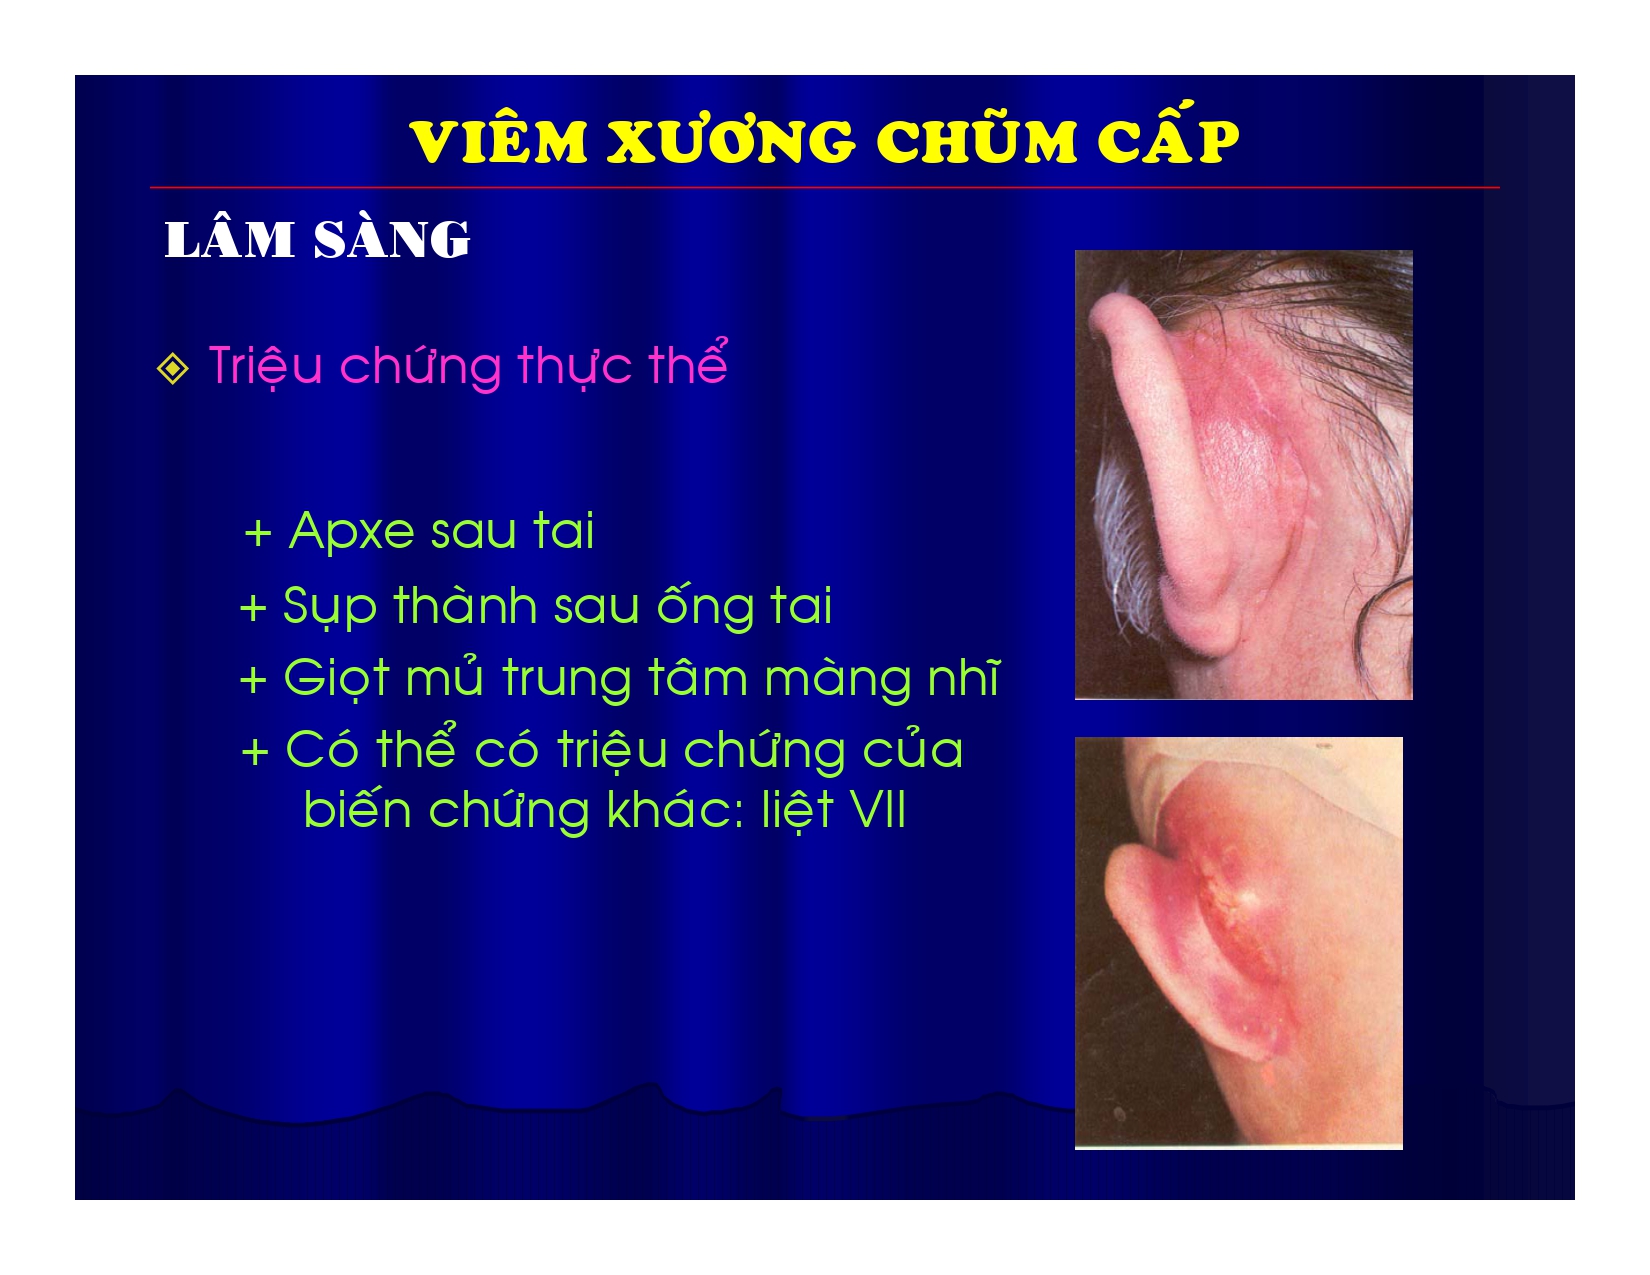 VIÊM XƯƠNG CHŨM CẤP
LÂM SÀNG
Triệu chứng thực thể
+ Apxe sau tai
+ Sụp thành sau ống tai
+ Giọt mủ trung tâm màng nhĩ
+ Có thể có triệu chứng của
biến chứng khác: liệt VII